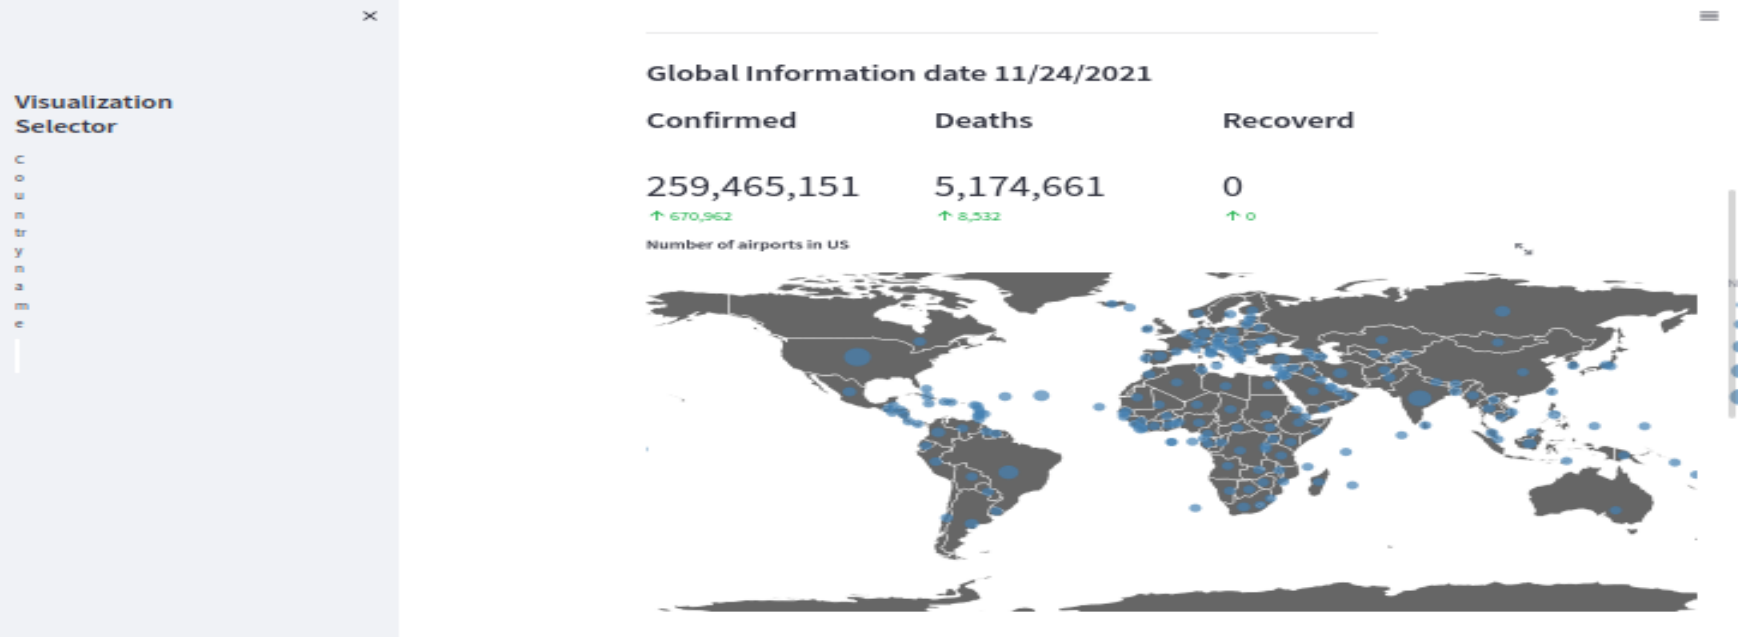 Visualization
Selector
C
o
u
n
tr
y
n
a
m
e
Global Information date 11/24/2021
Confirmed Deaths Recoverd
259,465,151 5,174,661 0
↑ 670,962 ↑ 8,532 ↑ 0
Number of airports in US
N